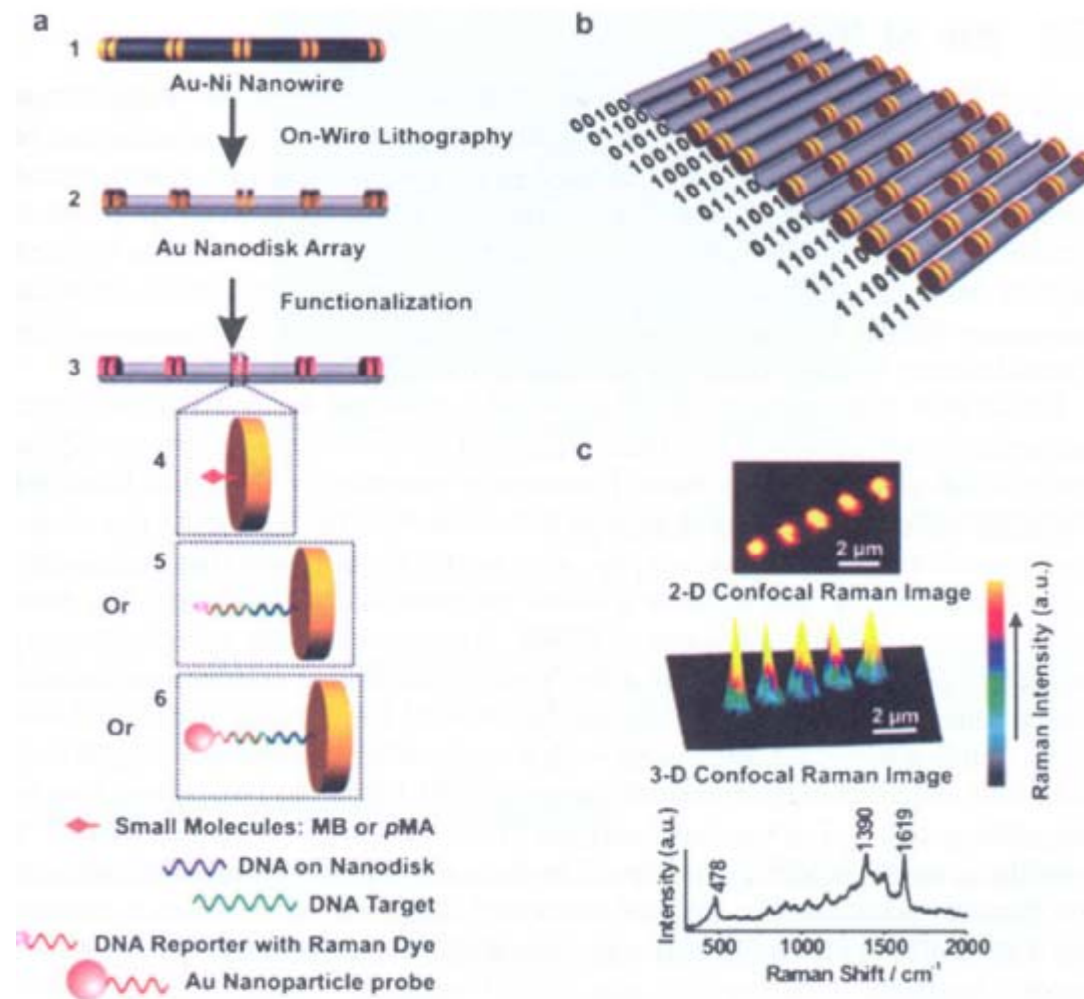 a
1
Au-Ni Nanowire
On-Wire Lithography
2
Au Nanodisk Array
Functionalization
3
4
5
Or
6
Or
Small Molecules: MB or pMA
DNA on Nanodisk
DNA Target
DNA Reporter with Raman Dye
Au Nanoparticle probe
b
00100
01100
01010
10010
10001
10101
01110
11001
01101
11011
11110
11101
11111
c
2 µm
2-D Confocal Raman Image
2 µm
3-D Confocal Raman Image
Raman Intensity (a.u.)
Intensity (a.u.)
478
1390
1619
500 1000 1500 2000
Raman Shift / cm⁻¹